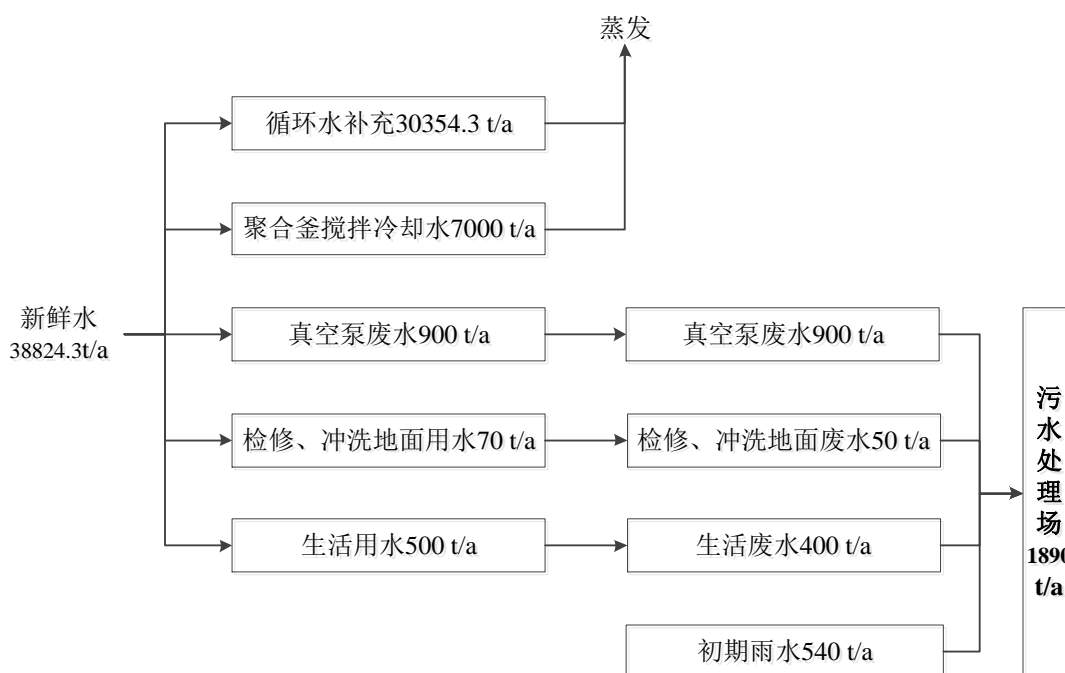 蒸发
循环水补充30354.3 t/a
聚合釜搅拌冷却水7000 t/a
新鲜水
38824.3t/a
真空泵废水900 t/a
真空泵废水900 t/a
检修、冲洗地面用水70 t/a
检修、冲洗地面废水50 t/a
生活用水500 t/a
生活废水400 t/a
初期雨水540 t/a
污
水
处
理
场
1890
t/a